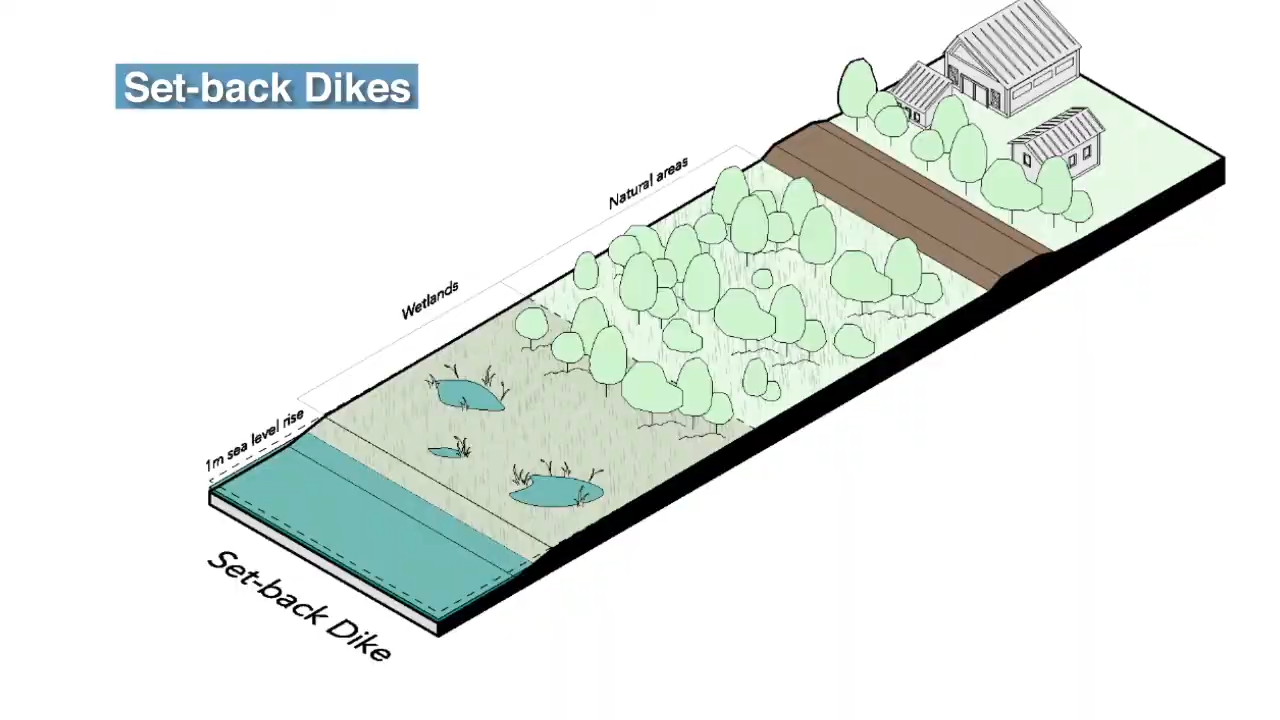 Set-back Dikes
Natural areas
Wetlands
1m sea level rise
Set-back Dike